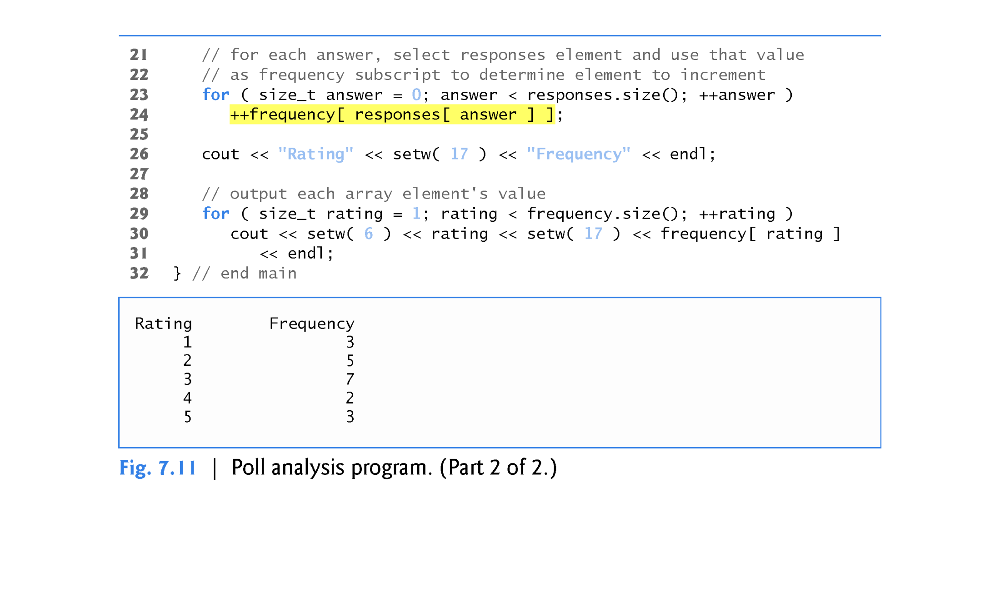 21 // for each answer, select responses element and use that value
22 // as frequency subscript to determine element to increment
23 for ( size_t answer = 0; answer < responses.size(); ++answer )
24 ++frequency[ responses[ answer ] ];
25
26 cout << "Rating" << setw( 17 ) << "Frequency" << endl;
27
28 // output each array element's value
29 for ( size_t rating = 1; rating < frequency.size(); ++rating )
30 cout << setw( 6 ) << rating << setw( 17 ) << frequency[ rating ]
31 << endl;
32 } // end main
Rating Frequency
1 3
2 5
3 7
4 2
5 3
Fig. 7.11 | Poll analysis program. (Part 2 of 2.)